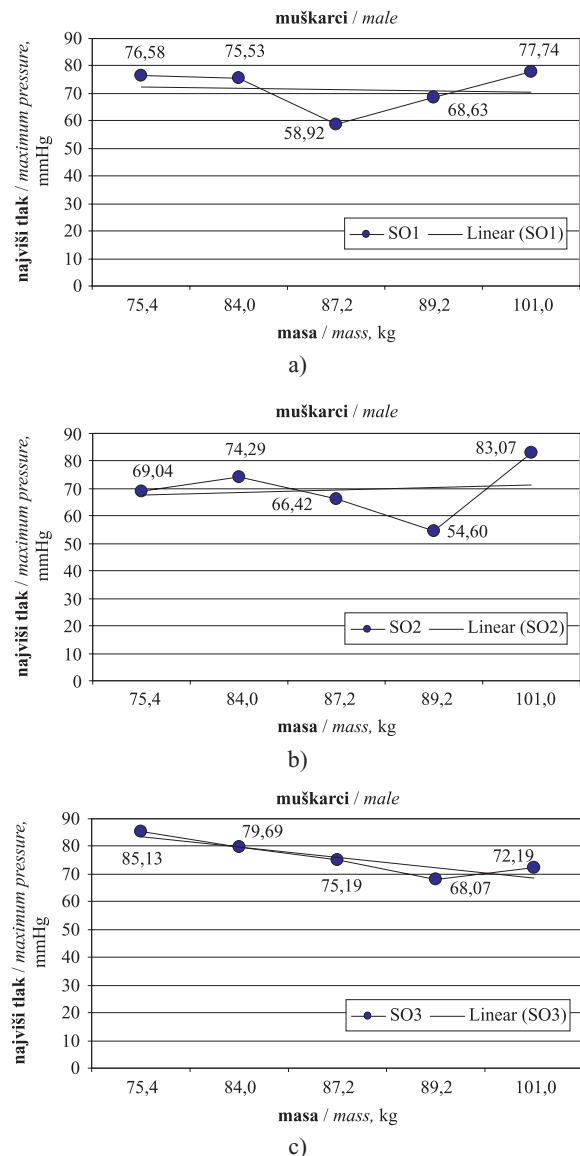 muškarci / male
najviši tlak / maximum pressure,
mmHg
90
80
70
60
50
40
30
20
10
0
76,58
75,53
58,92
68,63
77,74
SO1
Linear (SO1)
75,4 84,0 87,2 89,2 101,0
masa / mass, kg
a)
muškarci / male
najviši tlak / maximum pressure,
mmHg
90
80
70
60
50
40
30
20
10
0
69,04
74,29
66,42
54,60
83,07
SO2
Linear (SO2)
75,4 84,0 87,2 89,2 101,0
masa / mass, kg
b)
muškarci / male
najviši tlak / maximum pressure,
mmHg
90
80
70
60
50
40
30
20
10
0
85,13
79,69
75,19
68,07
72,19
SO3
Linear (SO3)
75,4 84,0 87,2 89,2 101,0
masa / mass, kg
c)